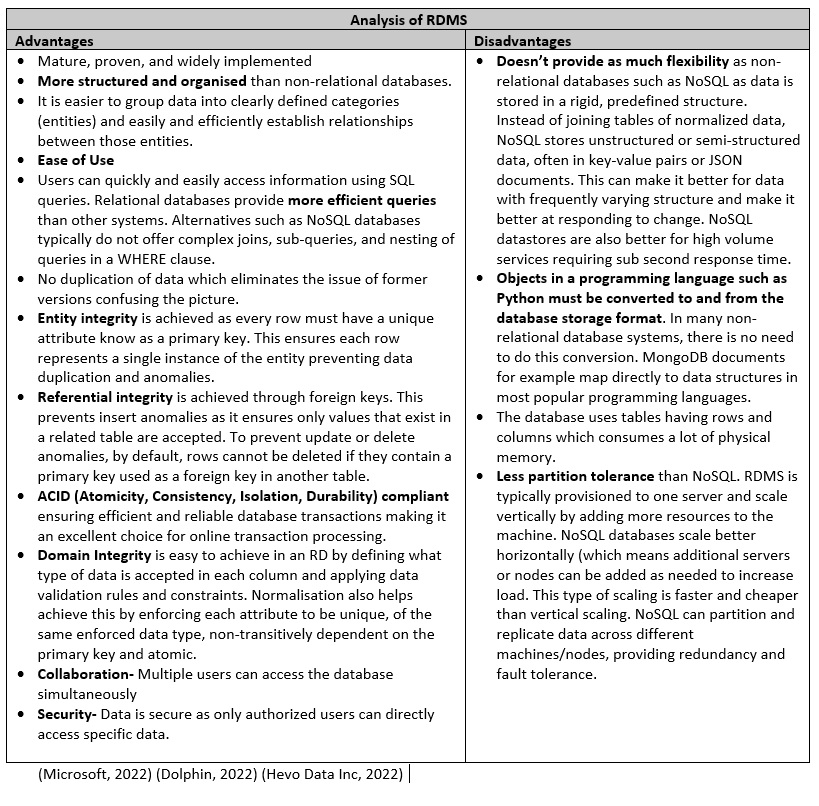 Analysis of RDMS
Advantages
• Mature, proven, and widely implemented
• More structured and organised than non-relational databases.
• It is easier to group data into clearly defined categories
(entities) and easily and efficiently establish relationships
between those entities.
• Ease of Use
• Users can quickly and easily access information using SQL
queries. Relational databases provide more efficient queries
than other systems. Alternatives such as NoSQL databases
typically do not offer complex joins, sub-queries, and nesting of
queries in a WHERE clause.
• No duplication of data which eliminates the issue of former
versions confusing the picture.
• Entity integrity is achieved as every row must have a unique
attribute know as a primary key. This ensures each row
represents a single instance of the entity preventing data
duplication and anomalies.
• Referential integrity is achieved through foreign keys. This
prevents insert anomalies as it ensures only values that exist in
a related table are accepted. To prevent update or delete
anomalies, by default, rows cannot be deleted if they contain a
primary key used as a foreign key in another table.
• ACID (Atomicity, Consistency, Isolation, Durability) compliant
ensuring efficient and reliable database transactions making it
an excellent choice for online transaction processing.
• Domain Integrity is easy to achieve in an RD by defining what
type of data is accepted in each column and applying data
validation rules and constraints. Normalisation also helps
achieve this by enforcing each attribute to be unique, of the
same enforced data type, non-transitively dependent on the
primary key and atomic.
• Collaboration- Multiple users can access the database
simultaneously
• Security- Data is secure as only authorized users can directly
access specific data.
Disadvantages
• Doesn't provide as much flexibility as non-
relational databases such as NoSQL as data is
stored in a rigid, predefined structure.
Instead of joining tables of normalized data,
NoSQL stores unstructured or semi-structured
data, often in key-value pairs or JSON
documents. This can make it better for data
with frequently varying structure and make it
better at responding to change. NoSQL
datastores are also better for high volume
services requiring sub second response time.
• Objects in a programming language such as
Python must be converted to and from the
database storage format. In many non-
relational database systems, there is no need
to do this conversion. MongoDB documents
for example map directly to data structures in
most popular programming languages.
• The database uses tables having rows and
columns which consumes a lot of physical
memory.
• Less partition tolerance than NoSQL. RDMS is
typically provisioned to one server and scale
vertically by adding more resources to the
machine. NoSQL databases scale better
horizontally (which means additional servers
or nodes can be added as needed to increase
load. This type of scaling is faster and cheaper
than vertical scaling. NoSQL can partition and
replicate data across different
machines/nodes, providing redundancy and
fault tolerance.
(Microsoft, 2022) (Dolphin, 2022) (Hevo Data Inc, 2022)